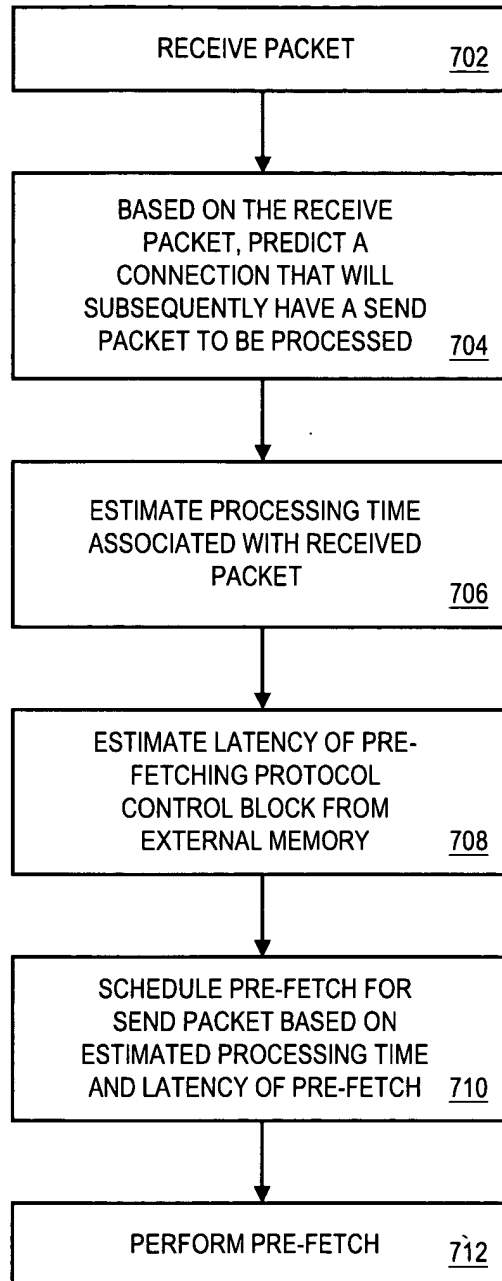 RECEIVE PACKET 702
BASED ON THE RECEIVE
PACKET, PREDICT A
CONNECTION THAT WILL
SUBSEQUENTLY HAVE A SEND
PACKET TO BE PROCESSED 704
ESTIMATE PROCESSING TIME
ASSOCIATED WITH RECEIVED
PACKET
706
ESTIMATE LATENCY OF PRE-
FETCHING PROTOCOL
CONTROL BLOCK FROM
EXTERNAL MEMORY 708
SCHEDULE PRE-FETCH FOR
SEND PACKET BASED ON
ESTIMATED PROCESSING TIME
AND LATENCY OF PRE-FETCH 710
PERFORM PRE-FETCH 712